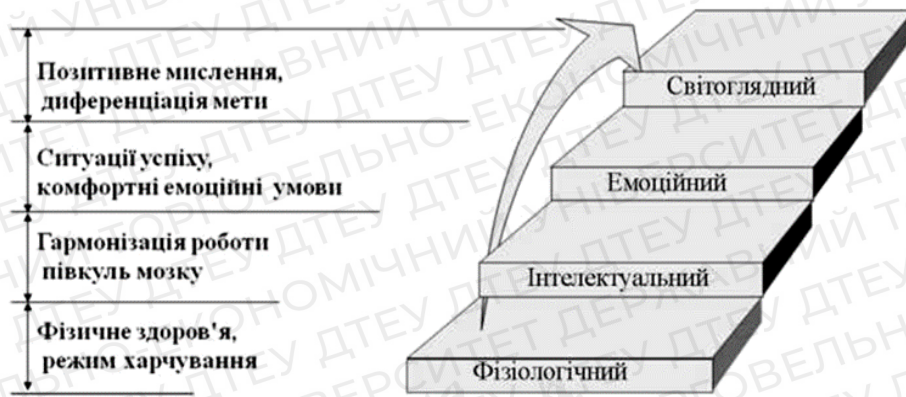 Позитивне мислення,
диференціація мети
Ситуації успіху,
комфортні емоційні умови
Гармонізація роботи
півкуль мозку
Фізичне здоров'я,
режим харчування
Світоглядний
Емоційний
Інтелектуальний
Фізіологічний